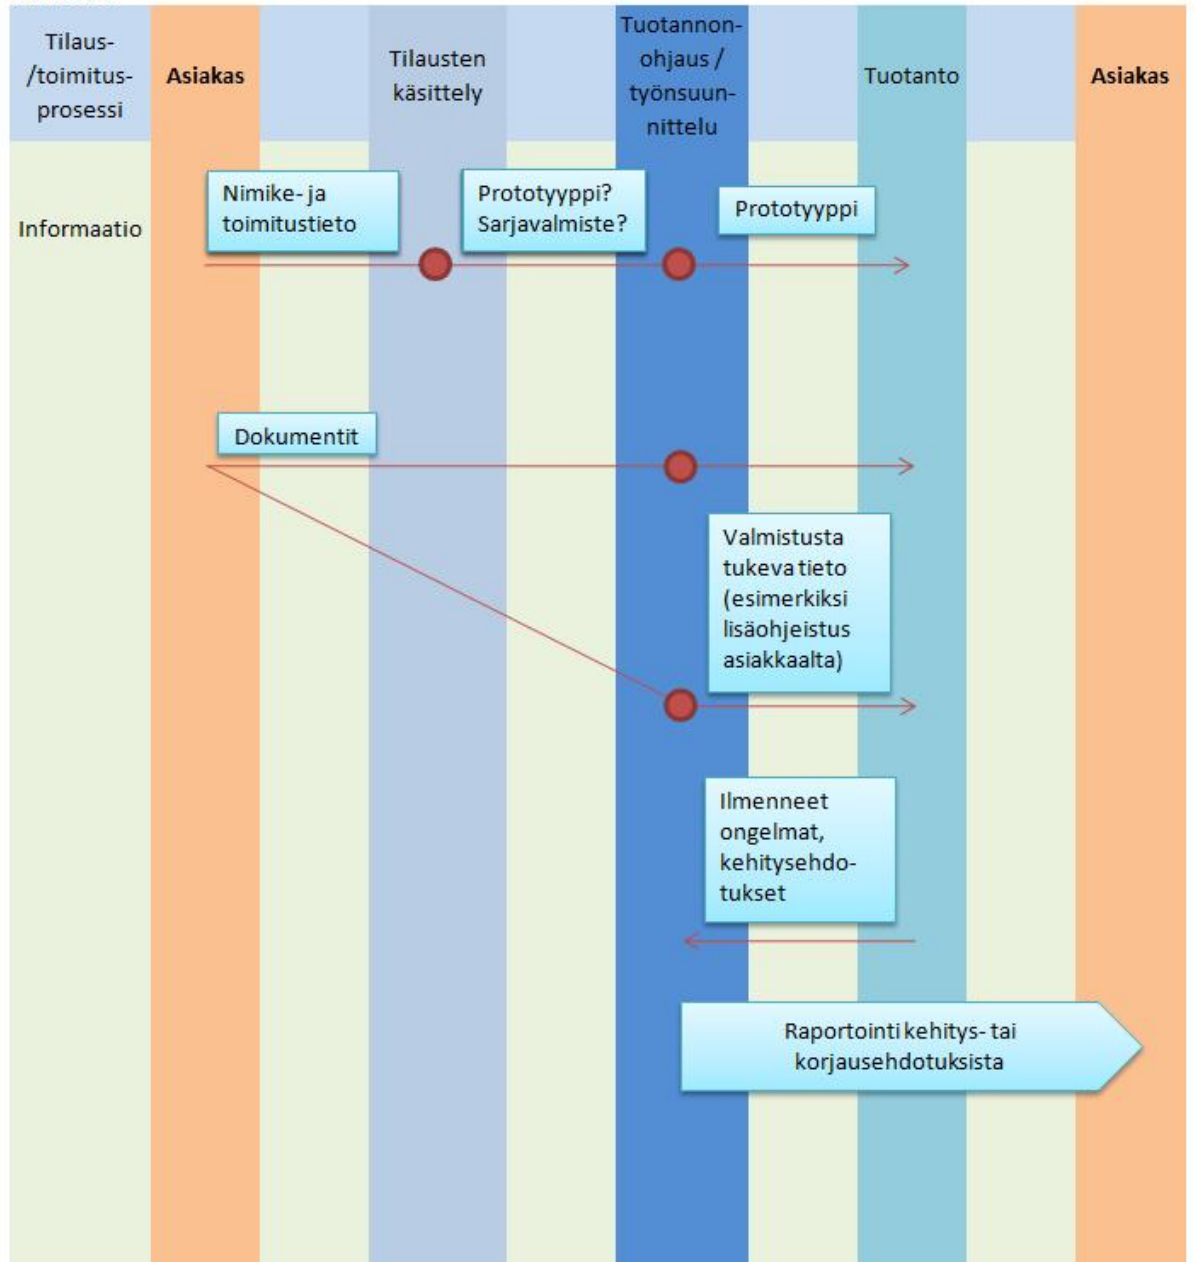 Tilaus-
/toimitus-
prosessi
Asiakas
Tilausten
käsittely
Tuotannon-
ohjaus /
työnsuun-
nittelu
Tuotanto
Asiakas
Informaatio
Nimike- ja
toimitustieto
Prototyyppi?
Sarjavalmiste?
Prototyyppi
Dokumentit
Valmistusta
tukeva tieto
(esimerkiksi
lisäohjeistus
asiakkaalta)
Ilmenneet
ongelmat,
kehitysehdo-
tukset
Raportointi kehitys- tai
korjausehdotuksista